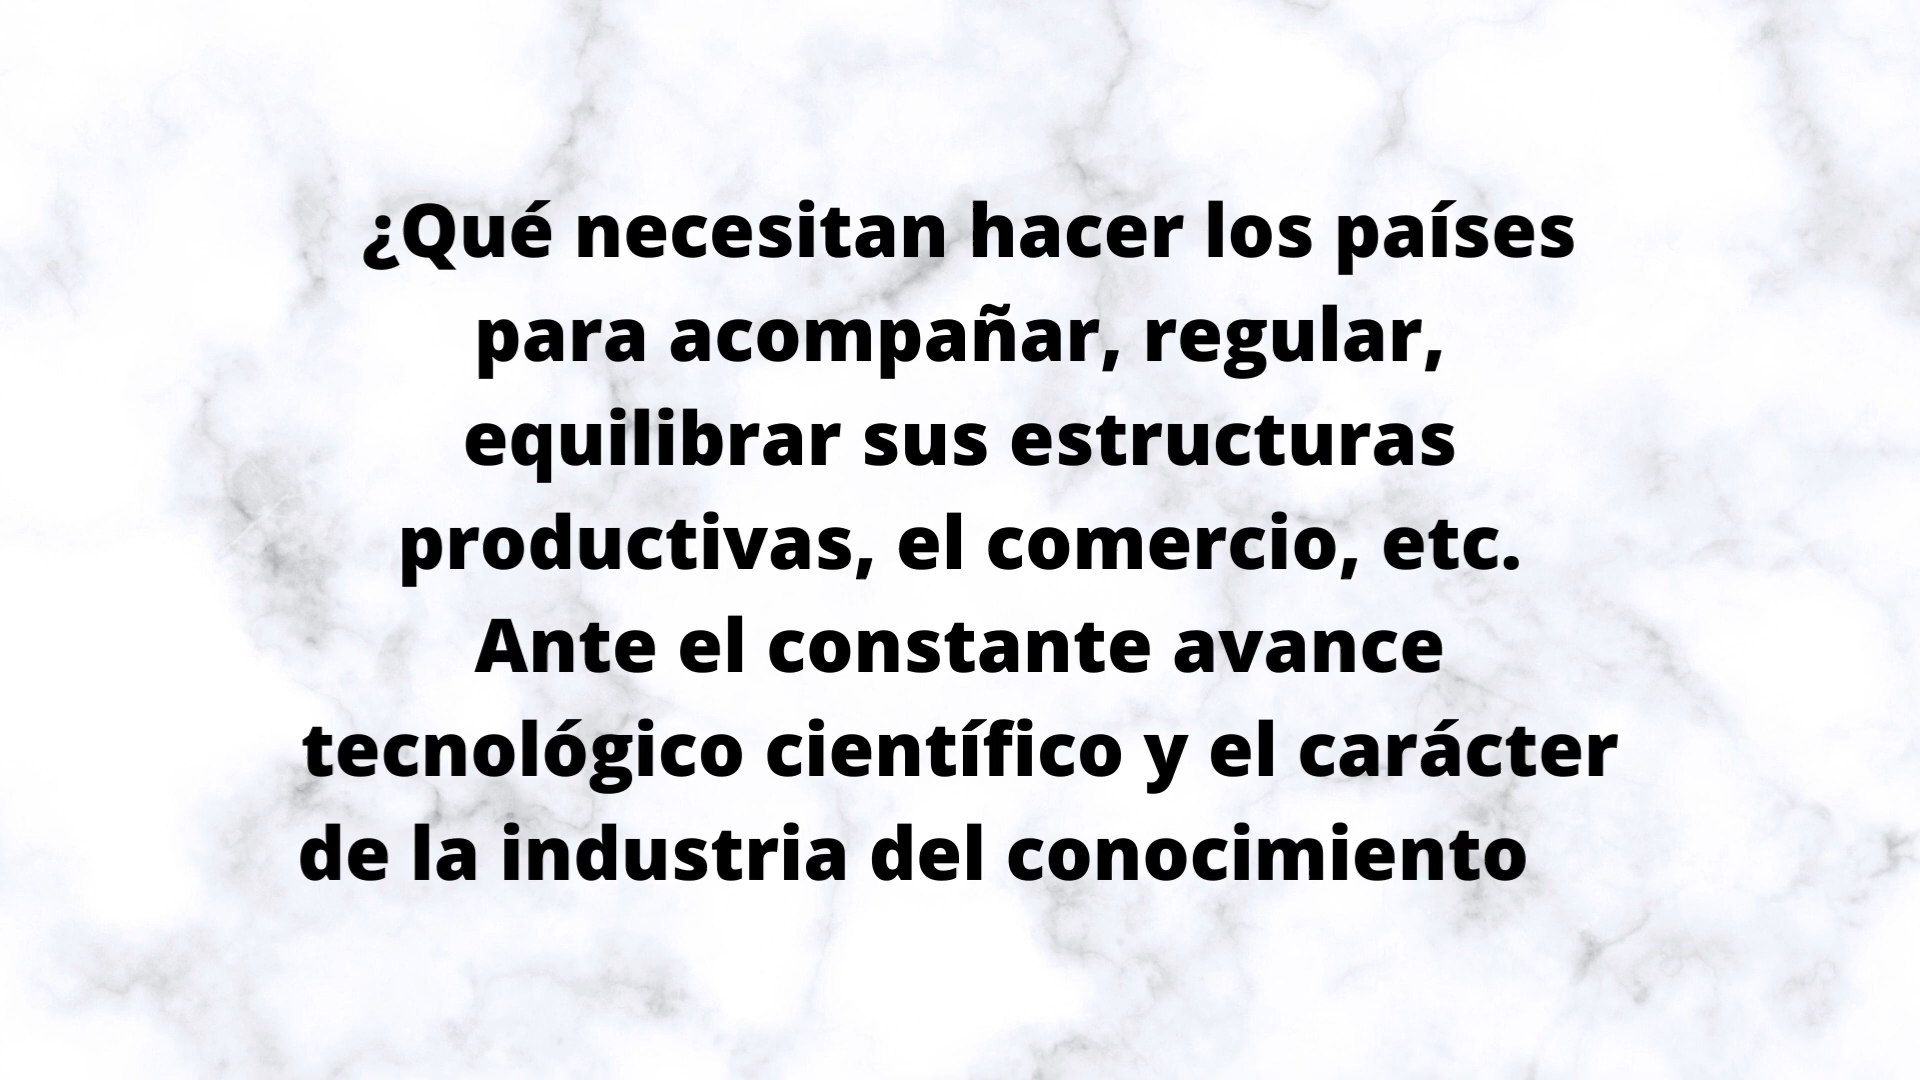 ¿Qué necesitan hacer los países
para acompañar, regular,
equilibrar sus estructuras
productivas, el comercio, etc.
Ante el constante avance
tecnológico científico y el carácter
de la industria del conocimiento